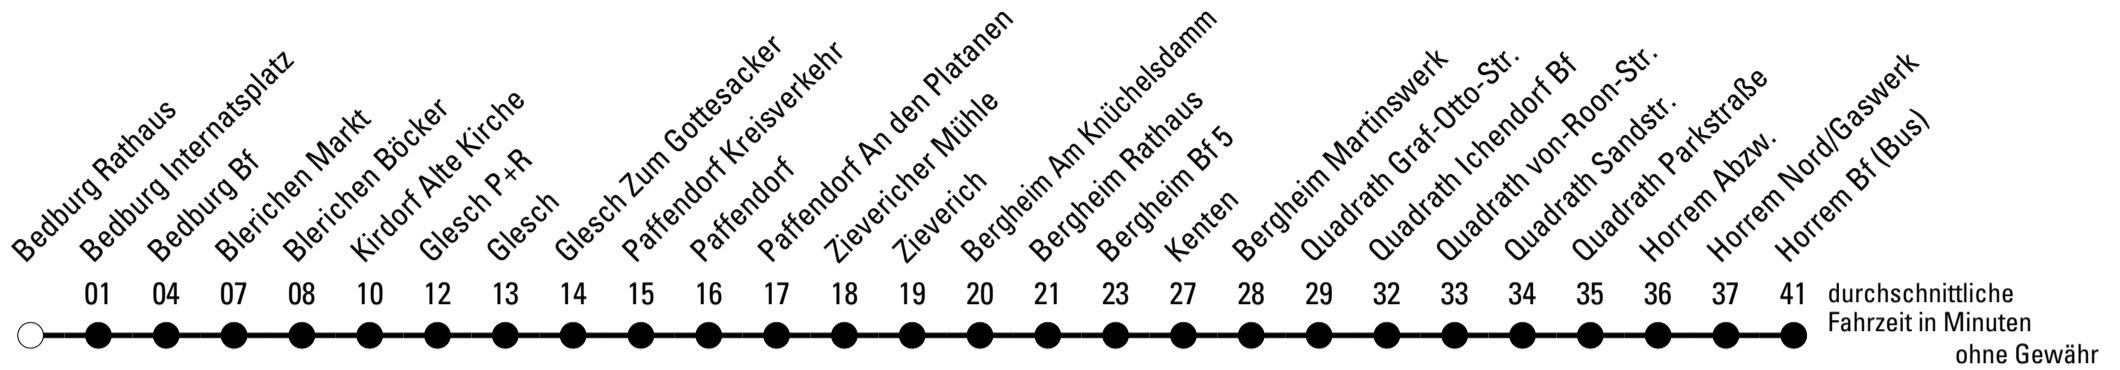 Bedburg Rathaus
Bedburg Internatsplatz
Bedburg Bf
Blerichen Markt
Blerichen Böcker
Kirdorf Alte Kirche
Glesch P+R
Glesch
Glesch Zum Gottesacker
Paffendorf Kreisverkehr
Paffendorf
Paffendorf An den Platanen
Zievericher Mühle
Zieverich
Bergheim Am Knüchelsdamm
Bergheim Rathaus
Bergheim Bf 5
Kenten
Bergheim Martinswerk
Quadrath Graf-Otto-Str.
Quadrath Ichendorf Bf
Quadrath von-Roon-Str.
Quadrath Sandstr.
Quadrath Parkstraße
Horrem Abzw.
Horrem Nord/Gaswerk
Horrem Bf (Bus)
01 04 07 08 10 12 13 14 15 16 17 18 19 20 21 23 27 28 29 32 33 34 35 36 37 41 durchschnittliche
Fahrzeit in Minuten
ohne Gewähr